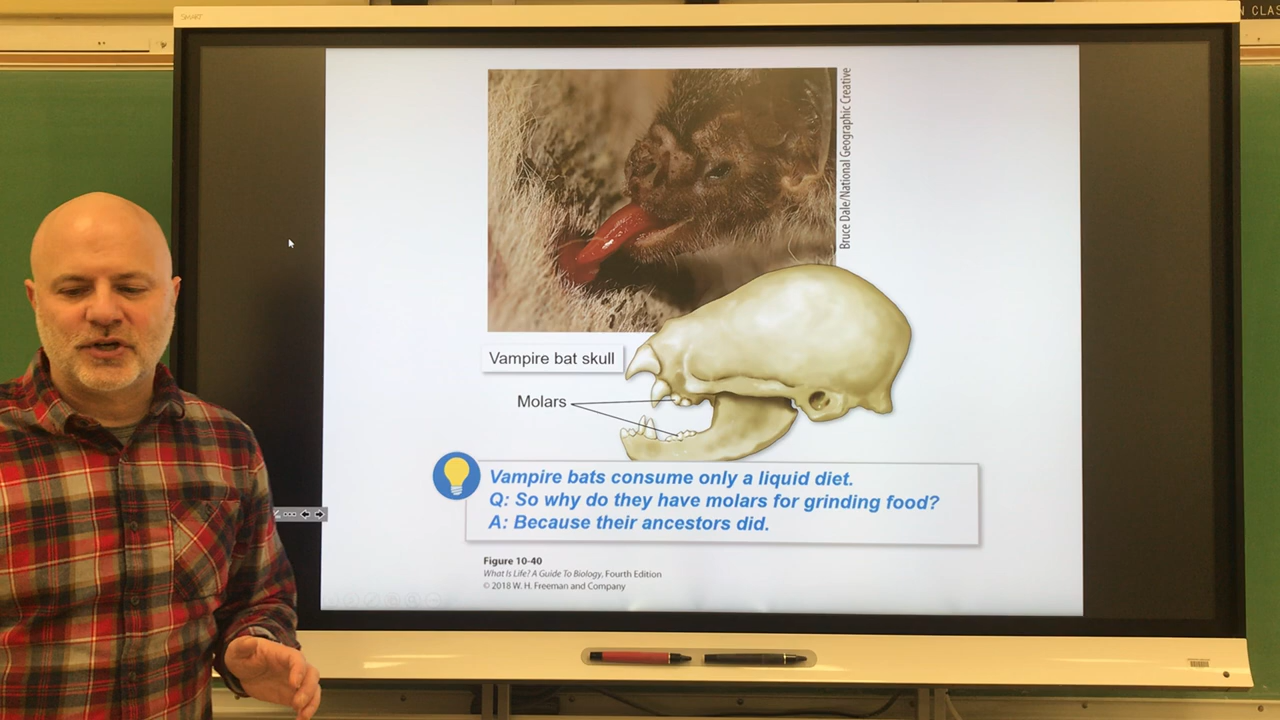 SMART
N CLAS
Bruce Dale/National Geographic Creative
Vampire bat skull
Molars
Vampire bats consume only a liquid diet.
Q: So why do they have molars for grinding food?
A: Because their ancestors did.
Figure 10-40
What Is Life? A Guide To Biology, Fourth Edition
© 2018 W. H. Freeman and Company